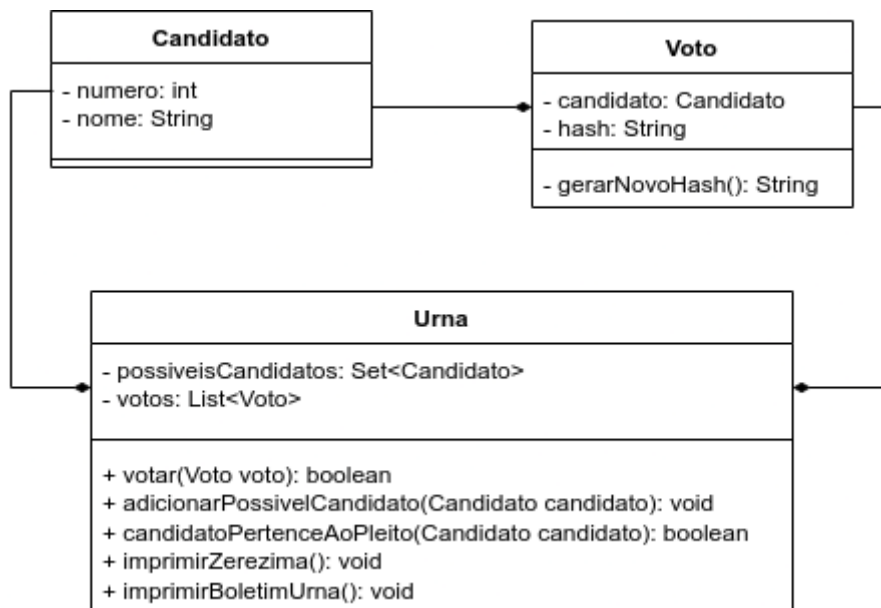 Candidato
- numero: int
- nome: String
Voto
- candidato: Candidato
- hash: String
- gerarNovoHash(): String
Urna
- possiveisCandidatos: Set<Candidato>
- votos: List<Voto>
+ votar(Voto voto): boolean
+ adicionarPossivelCandidato(Candidato candidato): void
+ candidatoPertenceAoPleito(Candidato candidato): boolean
+ imprimirZerezima(): void
+ imprimirBoletimUrna(): void